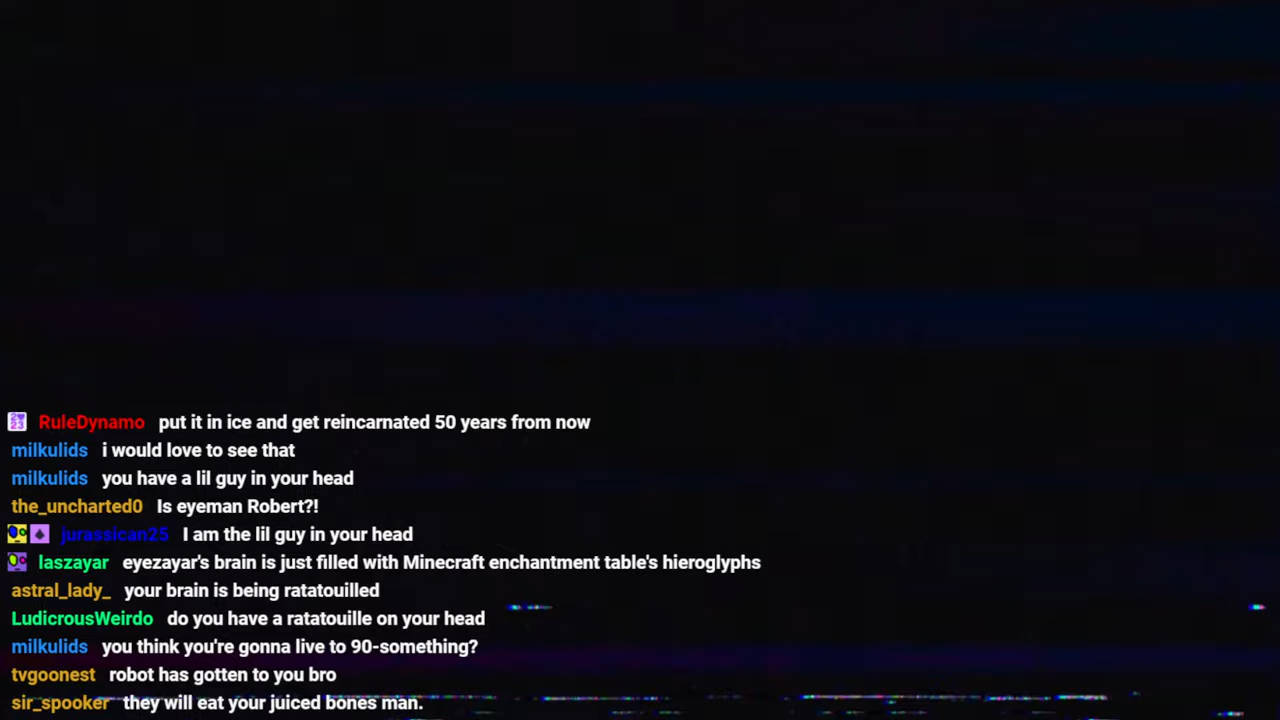 RuleDynamo put it in ice and get reincarnated 50 years from now
milkulids i would love to see that
milkulids you have a lil guy in your head
the_uncharted0 Is eyeman Robert?!
jurassican25 I am the lil guy in your head
laszayar eyezayar's brain is just filled with Minecraft enchantment table's hieroglyphs
astral_lady_ your brain is being ratatouilled
LudicrousWeirdo do you have a ratatouille on your head
milkulids you think you're gonna live to 90-something?
tvgoonest robot has gotten to you bro
sir_spooker they will eat your juiced bones man.